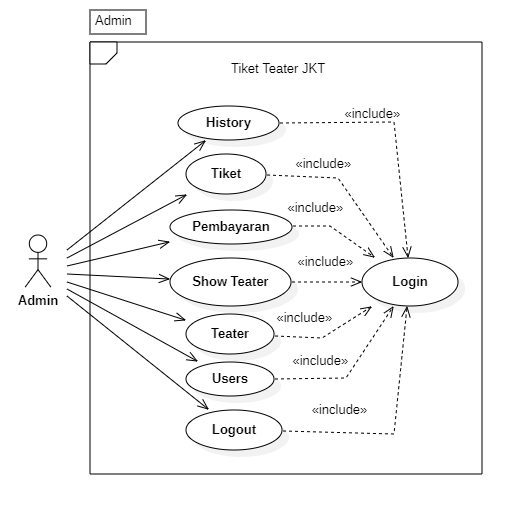 Admin
Tiket Teater JKT
History
«include»
Tiket
«include»
Pembayaran
«include»
Show Teater
«include»
Login
Admin
Teater
«include»
Users
«include»
Logout
«include»